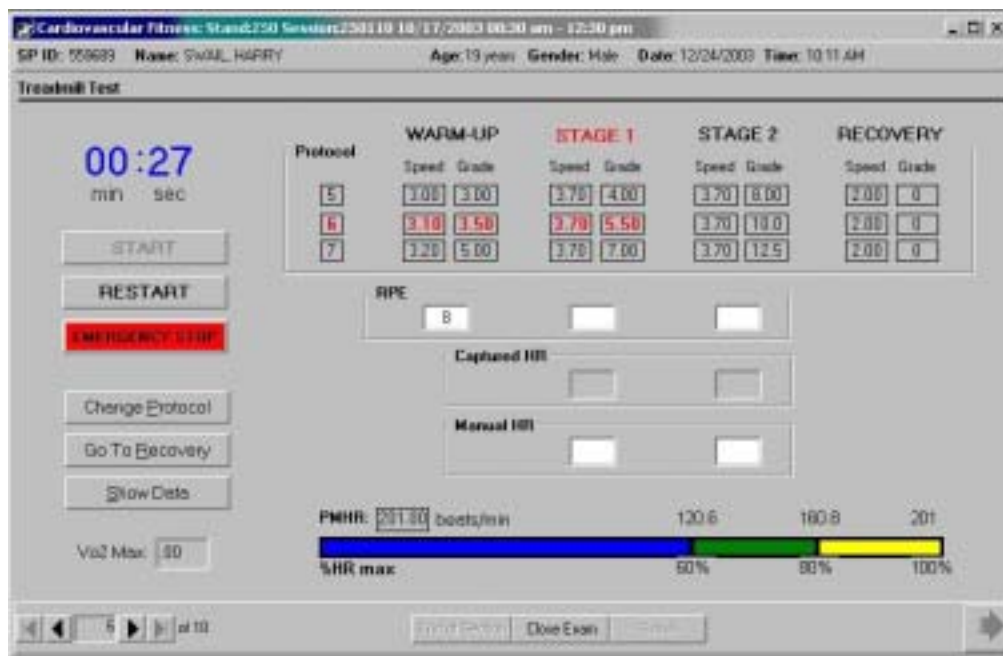 Cardiovascular Fitness: Stand:250 Session:250110 10/17/2003 08:30 am - 12:30 pm
SP ID: Name: SWAIL, HARRY Age: 19 years Gender: Male Date: 12/24/2003 Time: 10:11 AM
Treadmill Test
00:27
min sec
START
RESTART
EMERGENCY STOP
Change Protocol
Go To Recovery
Show Data
Vo2 Max: .00
Protocol WARM-UP STAGE 1 STAGE 2 RECOVERY
Speed Grade Speed Grade Speed Grade Speed Grade
5 3.00 3.00 3.70 4.00 3.70 8.00 2.00 0
6 3.10 3.50 3.70 5.50 3.70 10.0 2.00 0
7 3.20 5.00 3.70 7.00 3.70 12.5 2.00 0
RPE
8
Captured HR
Manual HR
PMHR: 201.00 beats/min 120.6 160.8 201
%HR max 60% 80% 100%
of 10
Close Exam